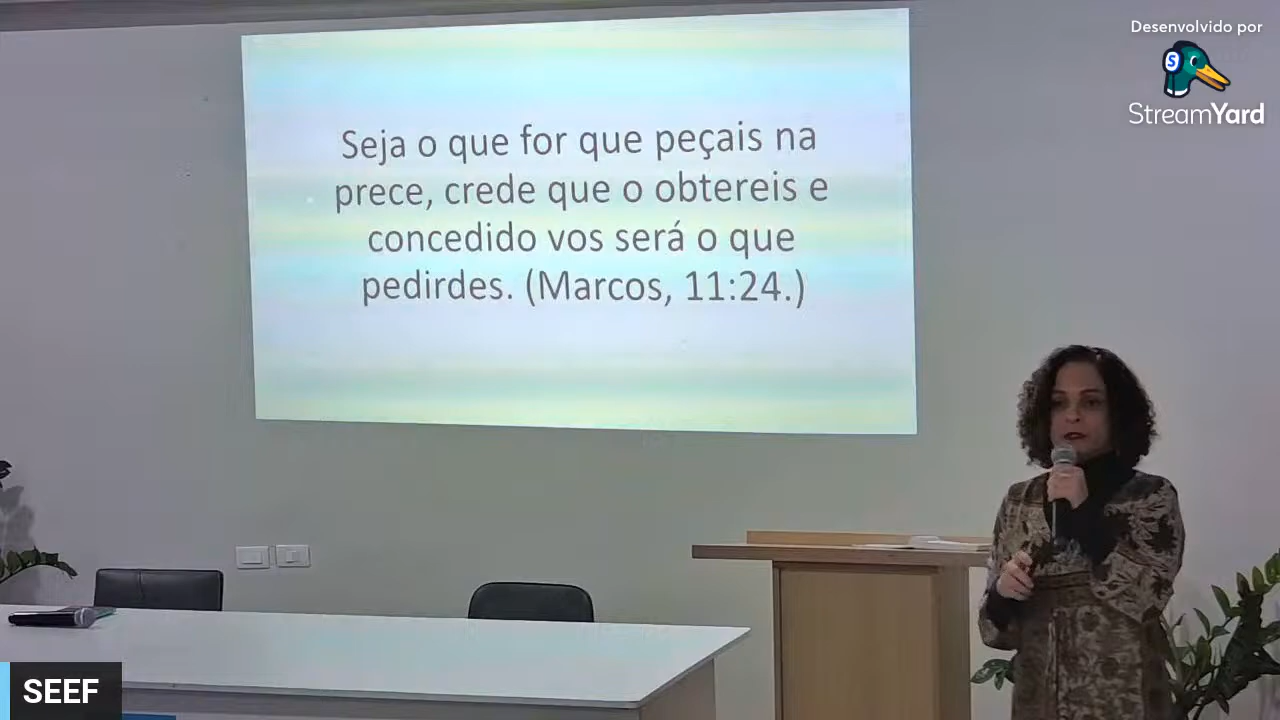 Desenvolvido por
StreamYard
Seja o que for que peçais na
prece, crede que o obtereis e
concedido vos será o que
pedirdes. (Marcos, 11:24.)
SEEF